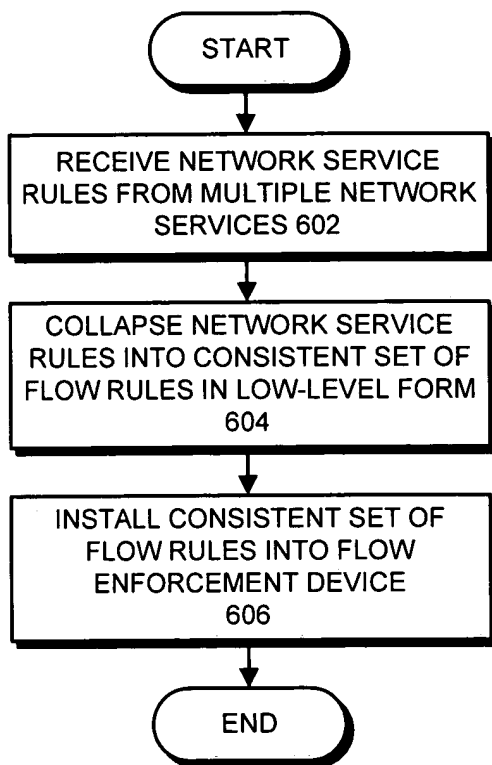 START
RECEIVE NETWORK SERVICE
RULES FROM MULTIPLE NETWORK
SERVICES 602
COLLAPSE NETWORK SERVICE
RULES INTO CONSISTENT SET OF
FLOW RULES IN LOW-LEVEL FORM
604
INSTALL CONSISTENT SET OF
FLOW RULES INTO FLOW
ENFORCEMENT DEVICE
606
END